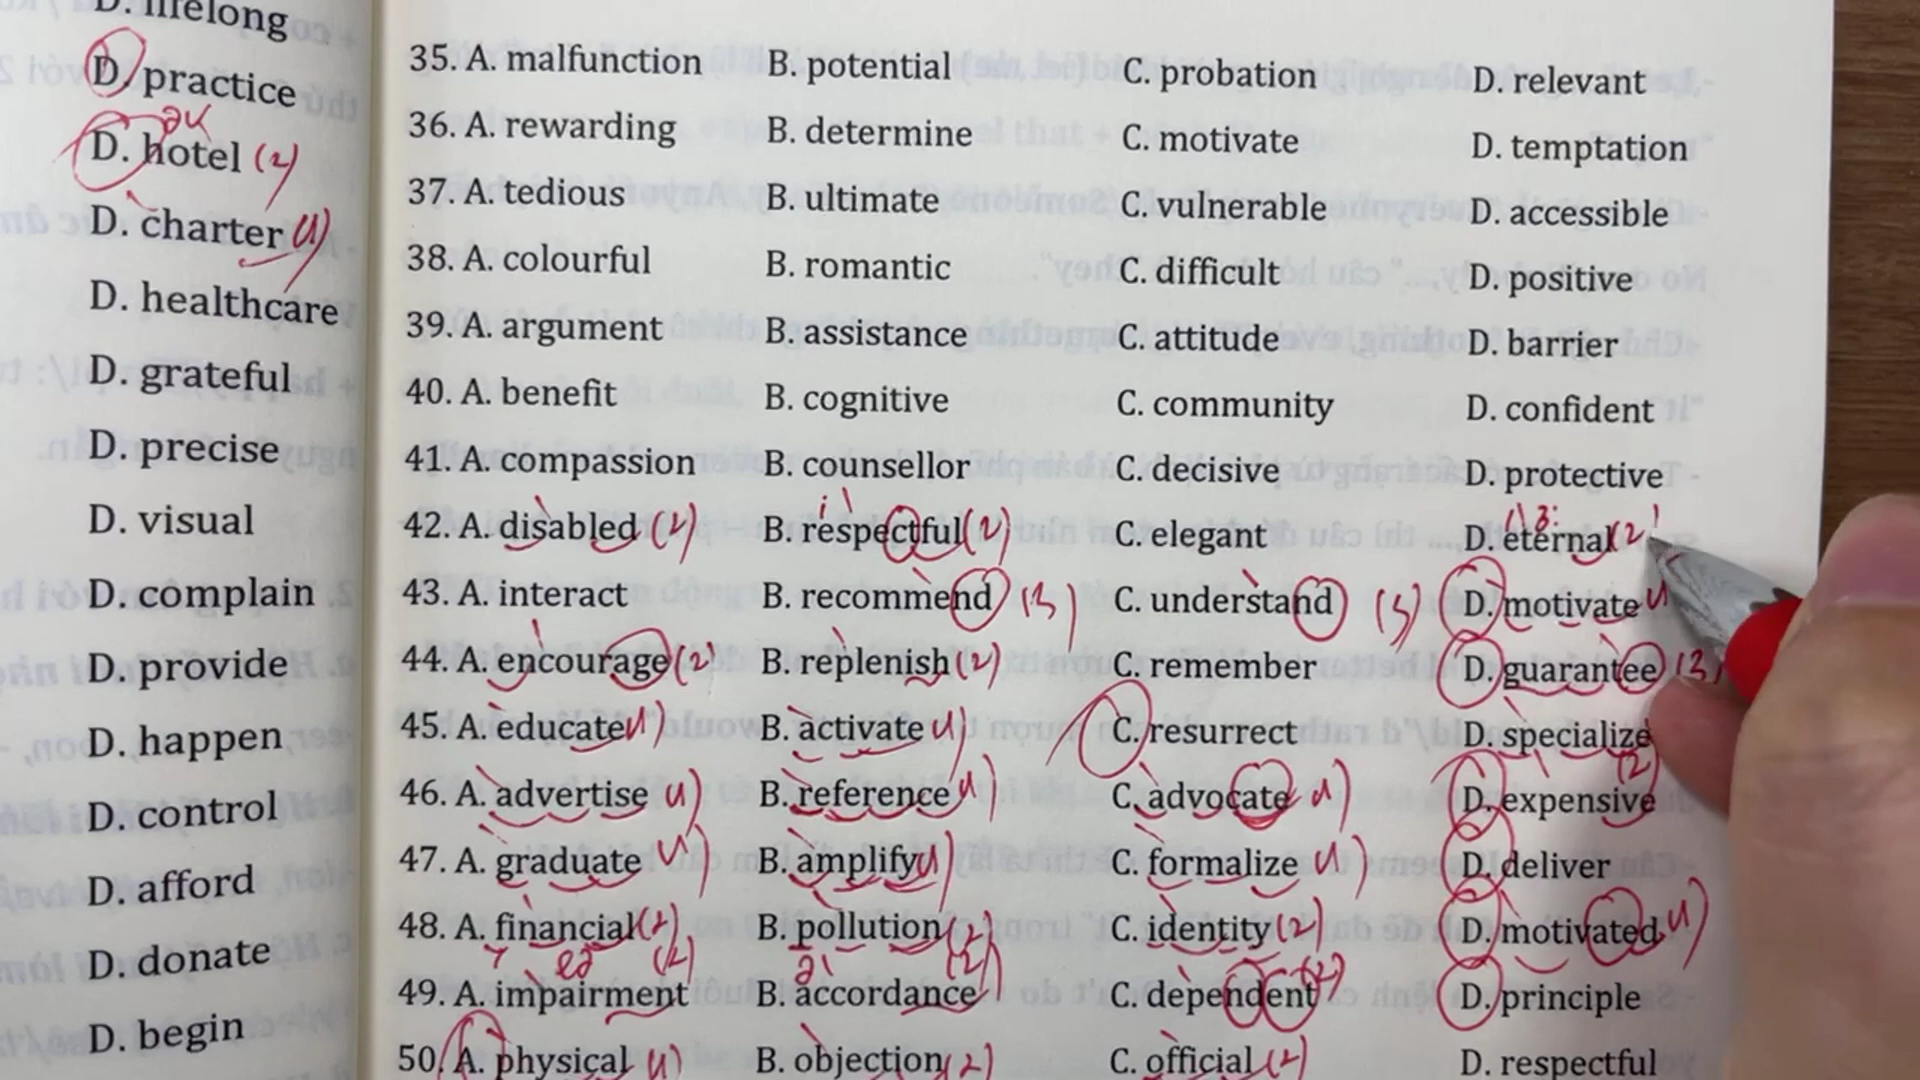 D. lifelong
D. practice
ək
D. hotel (2)
D. charter (1)
D. healthcare
D. grateful
D. precise
D. visual
D. complain
D. provide
D. happen
D. control
D. afford
D. donate
D. begin
35. A. malfunction B. potential C. probation D. relevant
36. A. rewarding B. determine C. motivate D. temptation
37. A. tedious B. ultimate C. vulnerable D. accessible
38. A. colourful B. romantic C. difficult D. positive
39. A. argument B. assistance C. attitude D. barrier
40. A. benefit B. cognitive C. community D. confident
41. A. compassion B. counsellor C. decisive D. protective
42. A. disabled (2) B. respectful (2) C. elegant D. eternal (2)
43. A. interact B. recommend (3) C. understand (3) D. motivate
44. A. encourage (2) B. replenish (2) C. remember D. guarantee (3)
45. A. educate (1) B. activate (1) C. resurrect D. specialize
46. A. advertise (1) B. reference (1) C. advocate (1) D. expensive (2)
47. A. graduate (1) B. amplify (1) C. formalize (1) D. deliver
48. A. financial (2) B. pollution (2) C. identity (2) D. motivated (1)
49. A. impairment (2) B. accordance (2) C. dependent (2) D. principle
50. A. physical (1) B. objection (2) C. official (2) D. respectful